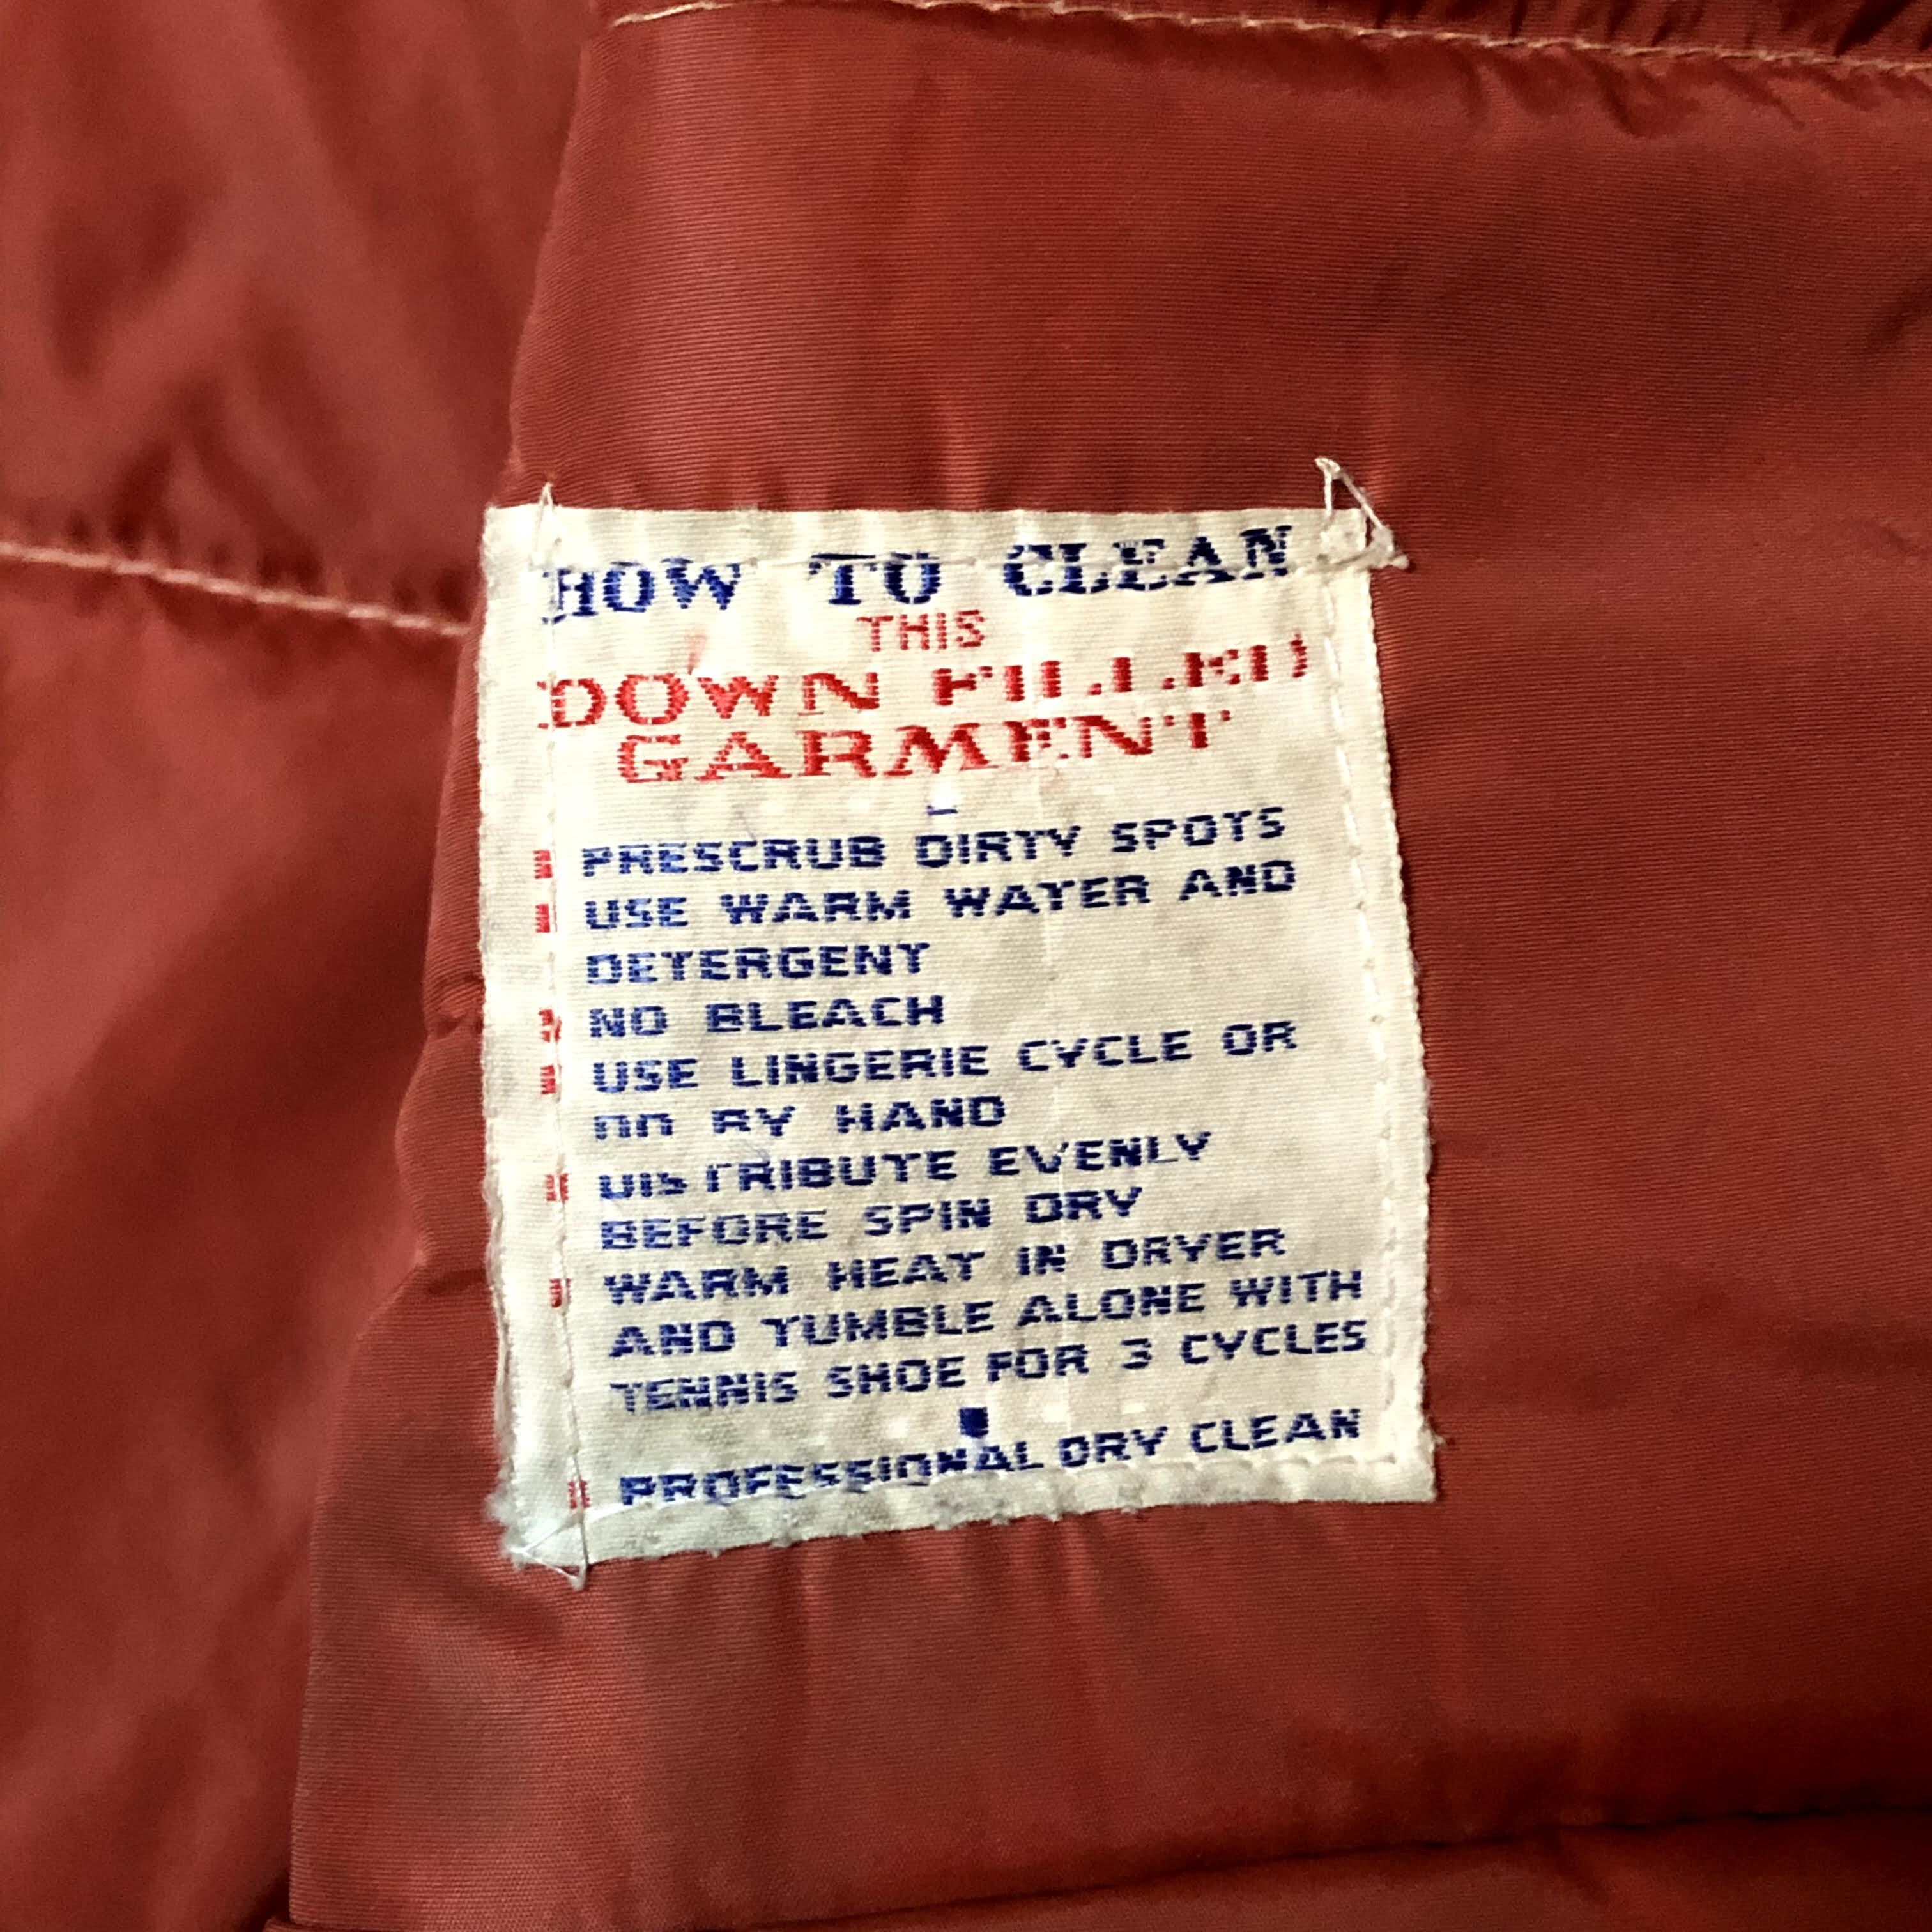 HOW TO CLEAN
THIS
DOWN FILLED
GARMENT
PRESCRUB DIRTY SPOTS
USE WARM WATER AND
DETERGENT
NO BLEACH
USE LINGERIE CYCLE OR
DO BY HAND
DISTRIBUTE EVENLY
BEFORE SPIN DRY
WARM HEAT IN DRYER
AND TUMBLE ALONE WITH
TENNIS SHOE FOR 3 CYCLES
PROFESSIONAL DRY CLEAN